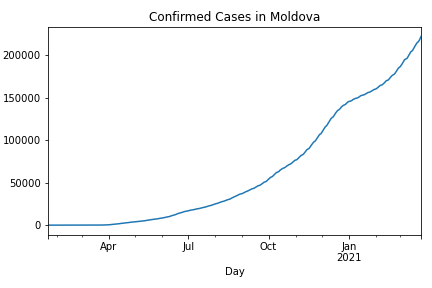 Confirmed Cases in Moldova
200000
150000
100000
50000
0
Apr
Jul
Oct
Jan
2021
Day